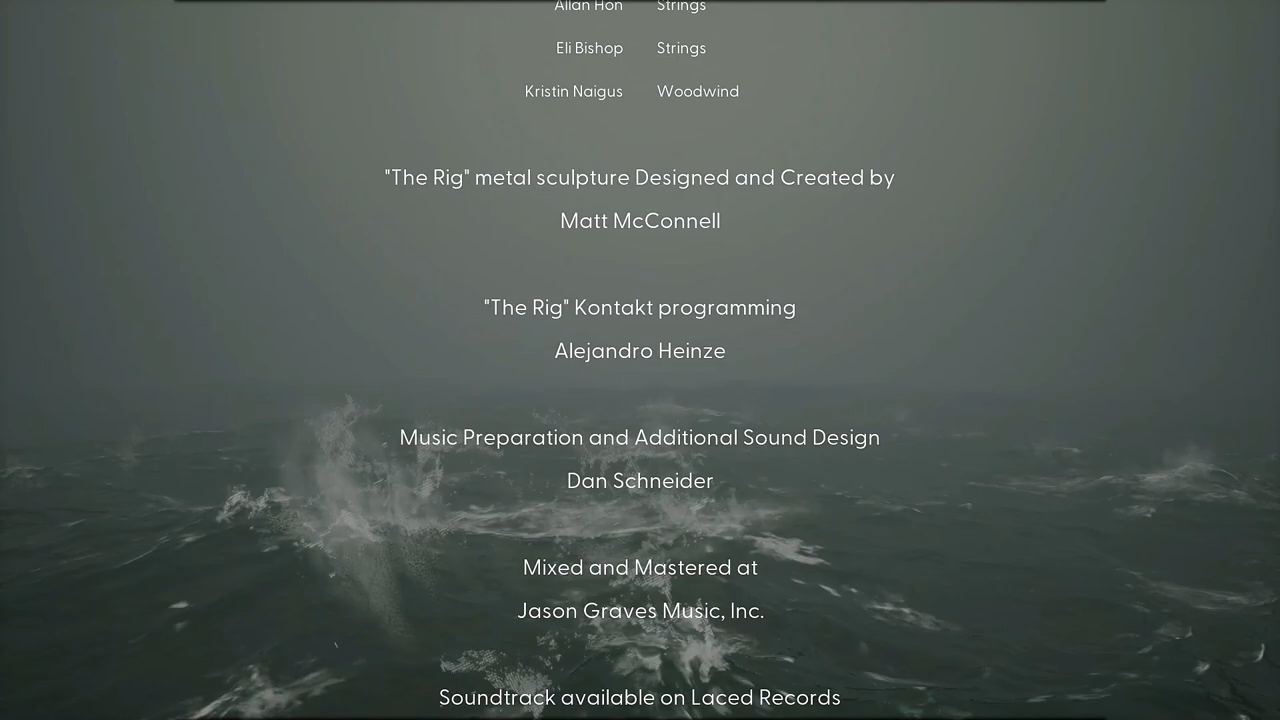 Allan Hon Strings
Eli Bishop Strings
Kristin Naigus Woodwind
"The Rig" metal sculpture Designed and Created by
Matt McConnell
"The Rig" Kontakt programming
Alejandro Heinze
Music Preparation and Additional Sound Design
Dan Schneider
Mixed and Mastered at
Jason Graves Music, Inc.
Soundtrack available on Laced Records